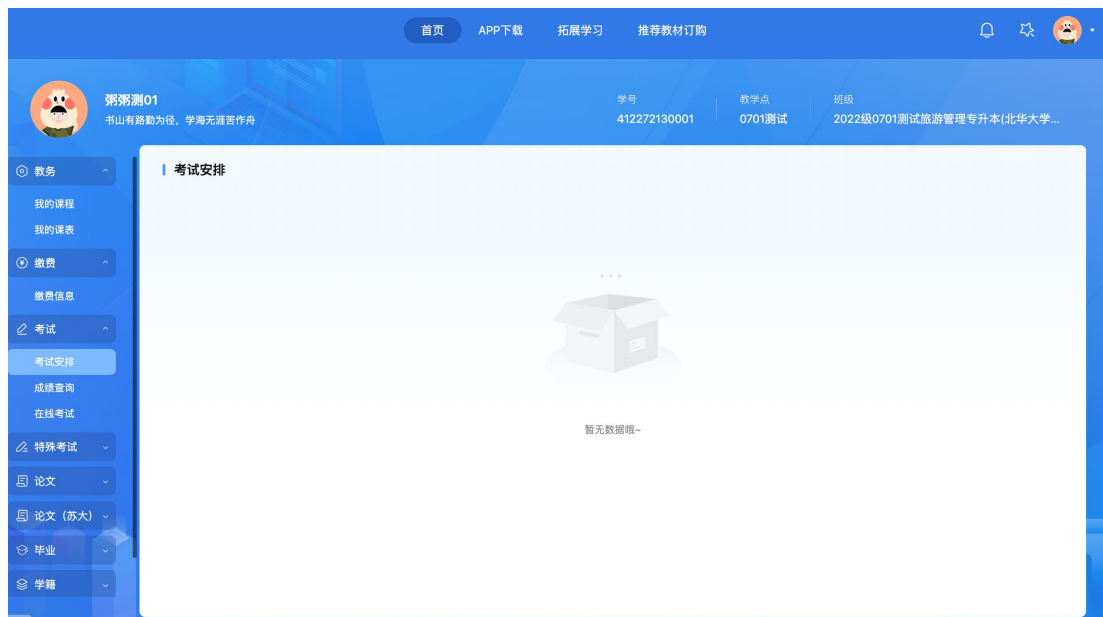 首页 APP下载 拓展学习 推荐教材订购
粥粥测01
书山有路勤为径，学海无涯苦作舟
学号 教学点 班级
412272130001 0701测试 2022级0701测试旅游管理专升本(北华大学...
教务
我的课程
我的课表
缴费
缴费信息
考试
考试安排
成绩查询
在线考试
特殊考试
论文
论文（苏大）
毕业
学籍
考试安排
暂无数据哦~